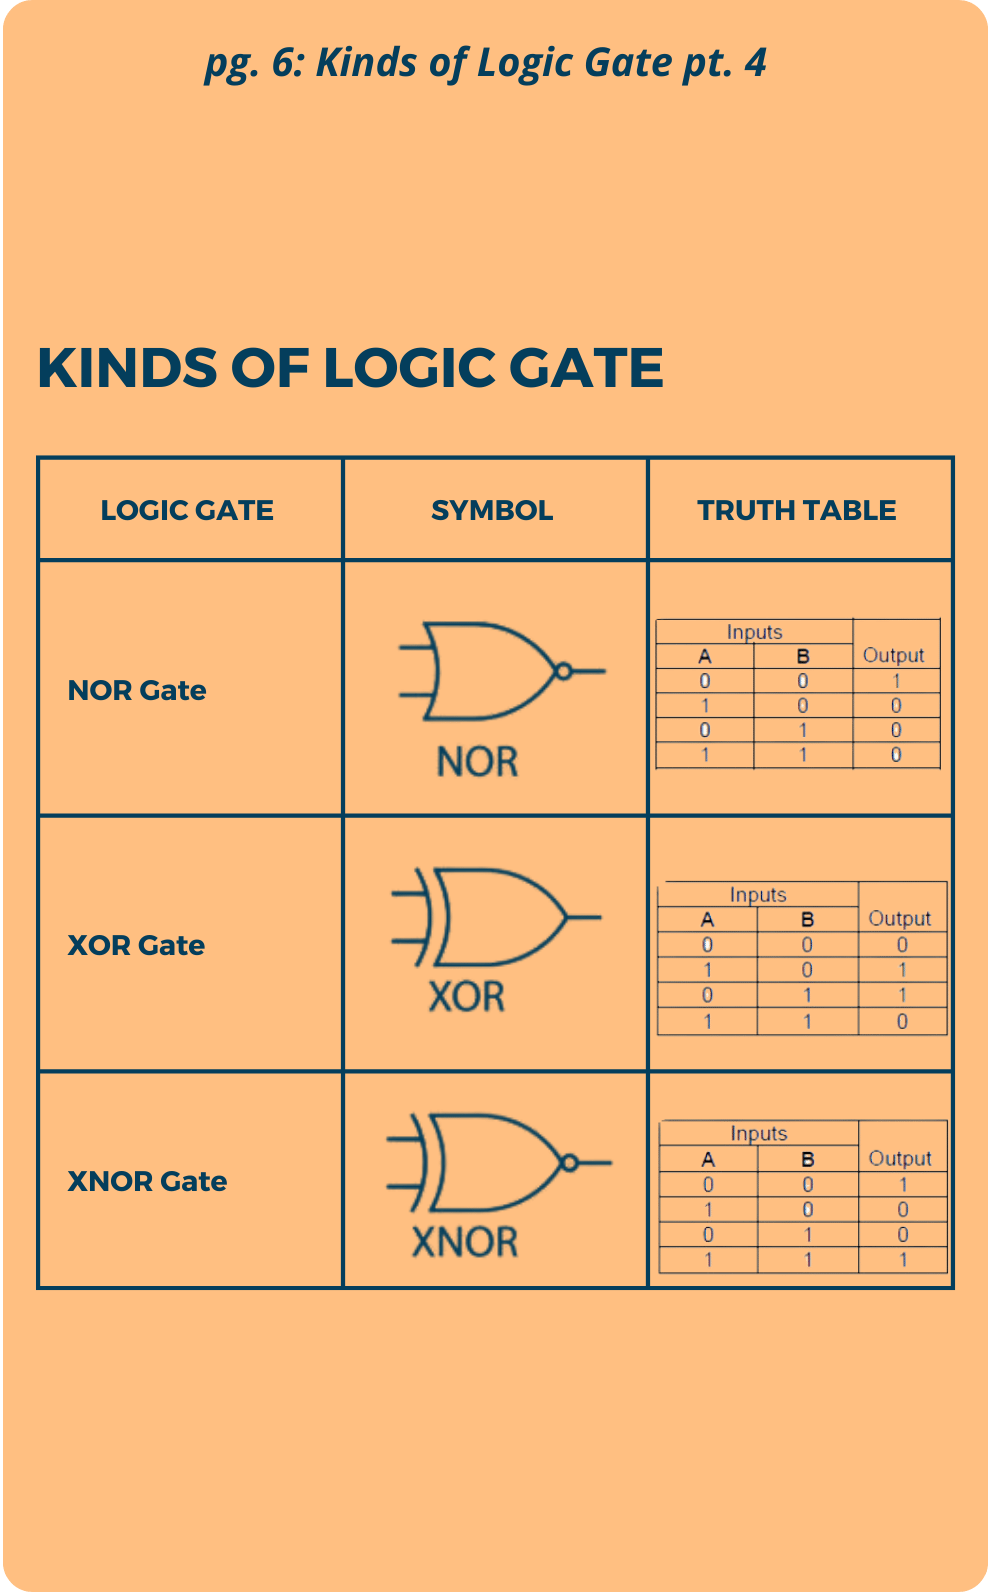 pg. 6: Kinds of Logic Gate pt. 4
KINDS OF LOGIC GATE
LOGIC GATE SYMBOL TRUTH TABLE
NOR Gate
NOR
Inputs
A B Output
0 0 1
1 0 0
0 1 0
1 1 0
XOR Gate
XOR
Inputs
A B Output
0 0 0
1 0 1
0 1 1
1 1 0
XNOR Gate
XNOR
Inputs
A B Output
0 0 1
1 0 0
0 1 0
1 1 1